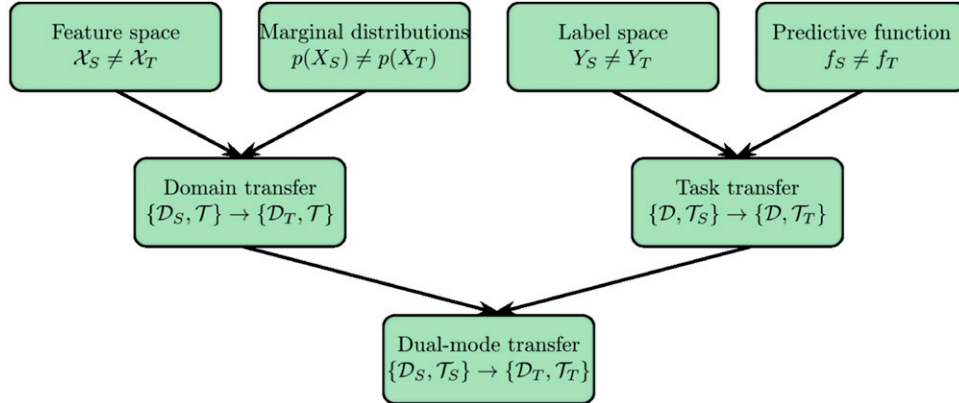 Feature space
𝒳_S ≠ 𝒳_T
Marginal distributions
p(X_S) ≠ p(X_T)
Label space
Y_S ≠ Y_T
Predictive function
f_S ≠ f_T
Domain transfer
{𝒟_S, 𝒯} → {𝒟_T, 𝒯}
Task transfer
{𝒟, 𝒯_S} → {𝒟, 𝒯_T}
Dual-mode transfer
{𝒟_S, 𝒯_S} → {𝒟_T, 𝒯_T}